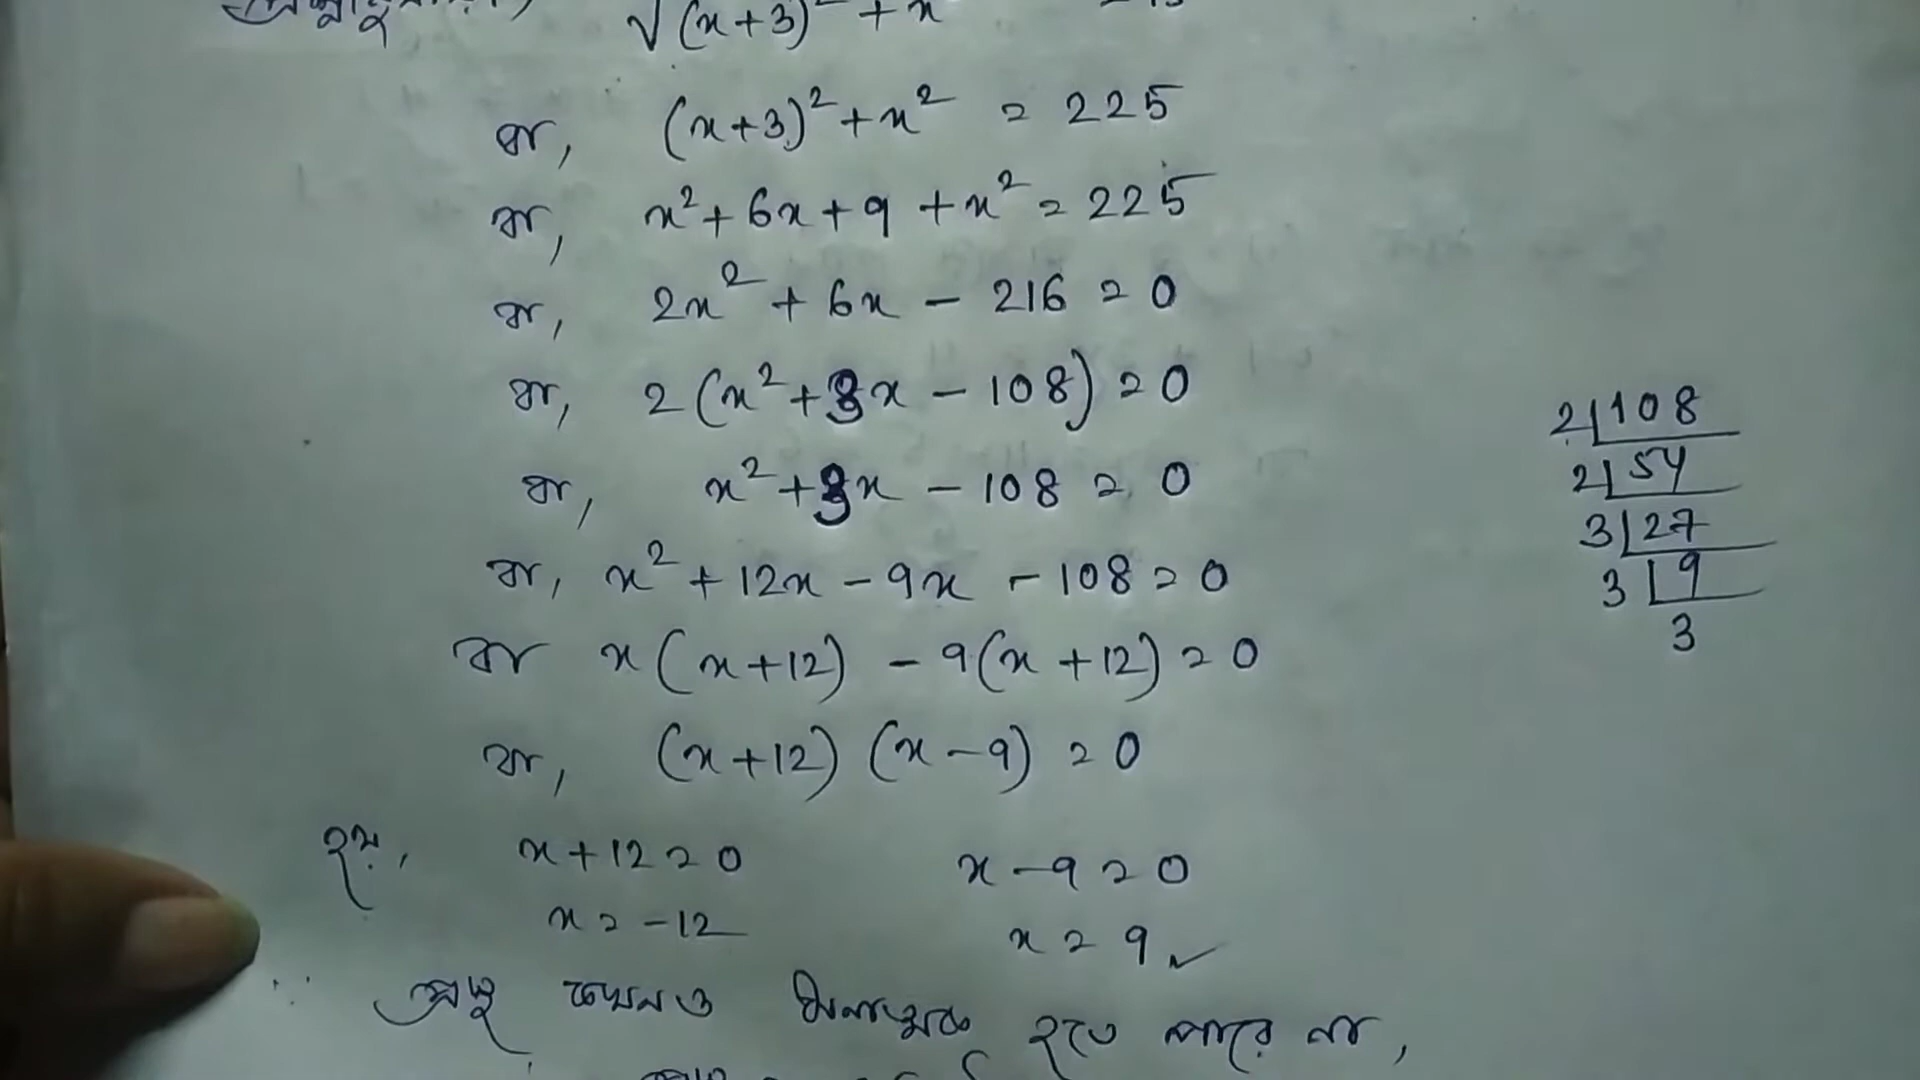 √(x+3)² + x
বা, (x+3)² + x² = 225
বা, x² + 6x + 9 + x² = 225
বা, 2x² + 6x - 216 = 0
বা, 2(x² + 3x - 108) = 0
বা, x² + 3x - 108 = 0
বা, x² + 12x - 9x - 108 = 0
বা x(x+12) - 9(x+12) = 0
বা, (x+12) (x-9) = 0
হয়, x + 12 = 0 x - 9 = 0
x = -12 x = 9 ✓
∵ প্রস্থ কখনও ঋনাত্মক হতে পারে না,
2|108
2|54
3|27
3|9
3